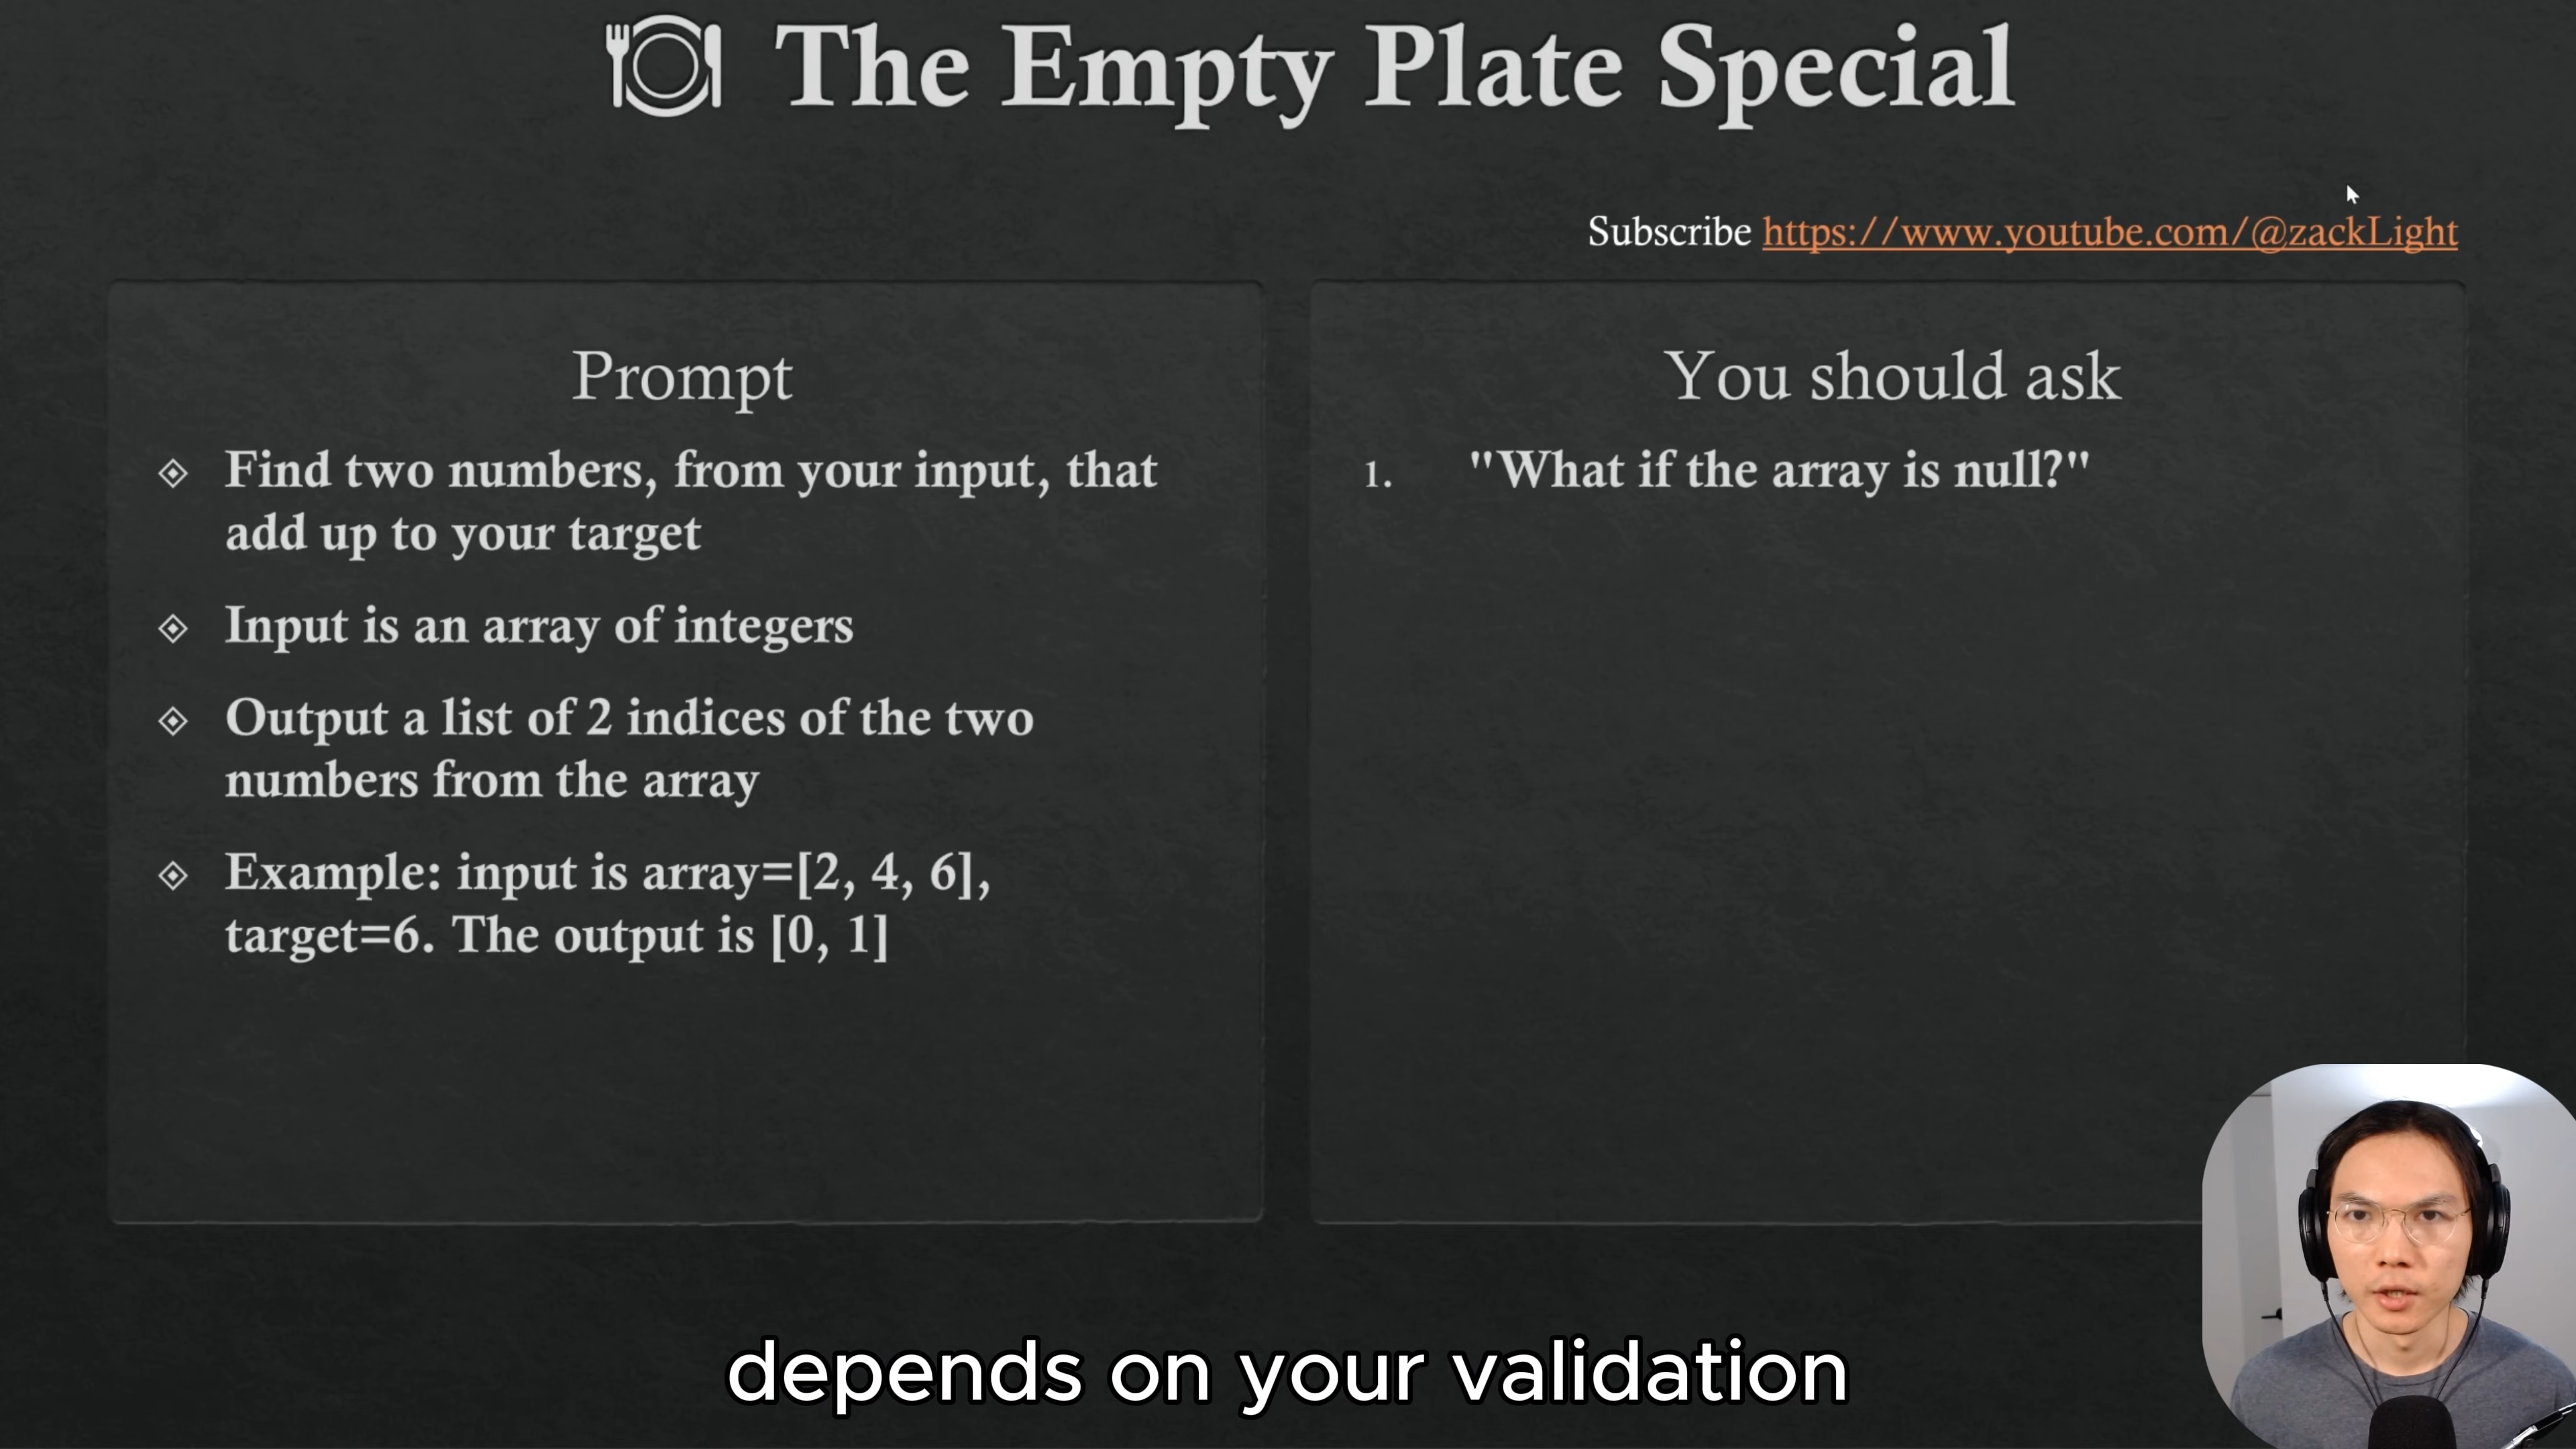 The Empty Plate Special
Subscribe https://www.youtube.com/@zackLight
Prompt
Find two numbers, from your input, that
add up to your target
Input is an array of integers
Output a list of 2 indices of the two
numbers from the array
Example: input is array=[2, 4, 6],
target=6. The output is [0, 1]
You should ask
1. "What if the array is null?"
depends on your validation